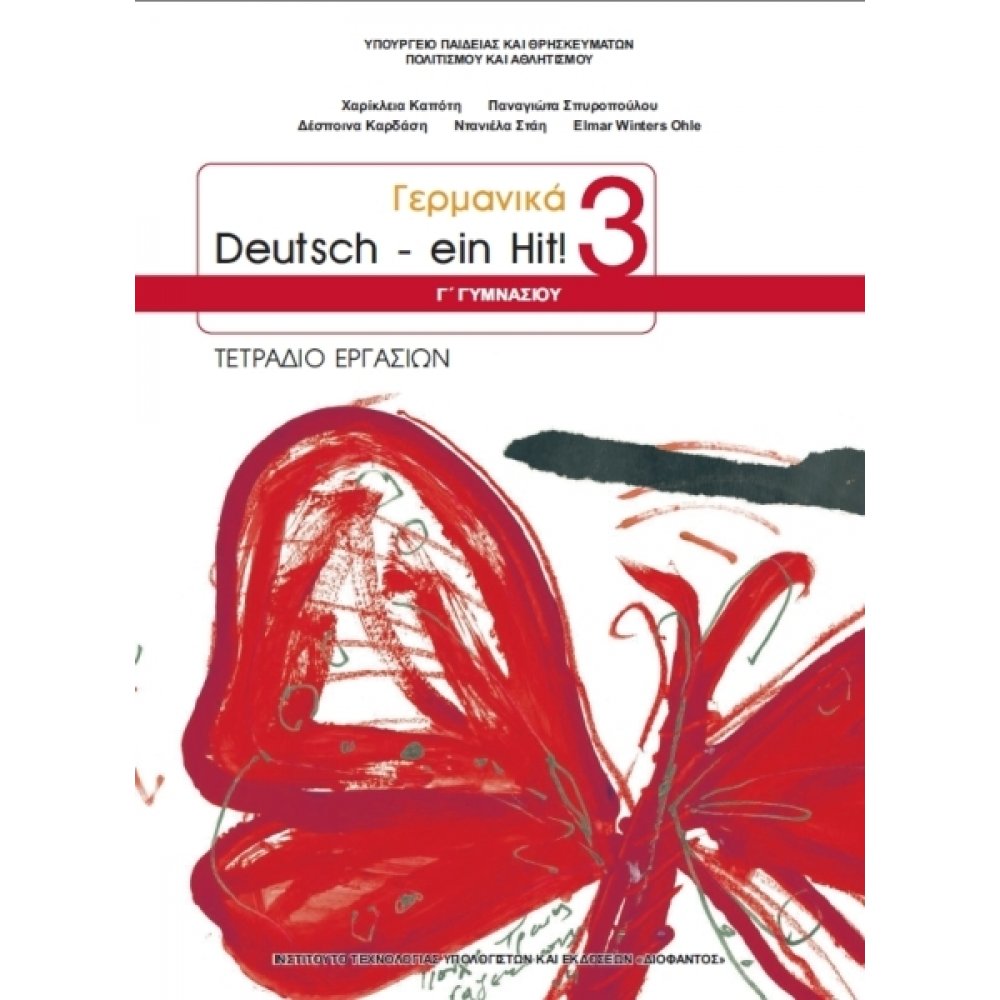 ΥΠΟΥΡΓΕΙΟ ΠΑΙΔΕΙΑΣ ΚΑΙ ΘΡΗΣΚΕΥΜΑΤΩΝ
ΠΟΛΙΤΙΣΜΟΥ ΚΑΙ ΑΘΛΗΤΙΣΜΟΥ
Χαρίκλεια Καπότη Παναγιώτα Σπυροπούλου
Δέσποινα Καρδάση Ντανιέλα Στάη Elmar Winters Ohle
Γερμανικά
Deutsch - ein Hit! 3
Γ΄ ΓΥΜΝΑΣΙΟΥ
ΤΕΤΡΑΔΙΟ ΕΡΓΑΣΙΩΝ
ΙΝΣΤΙΤΟΥΤΟ ΤΕΧΝΟΛΟΓΙΑΣ ΥΠΟΛΟΓΙΣΤΩΝ ΚΑΙ ΕΚΔΟΣΕΩΝ «ΔΙΟΦΑΝΤΟΣ»